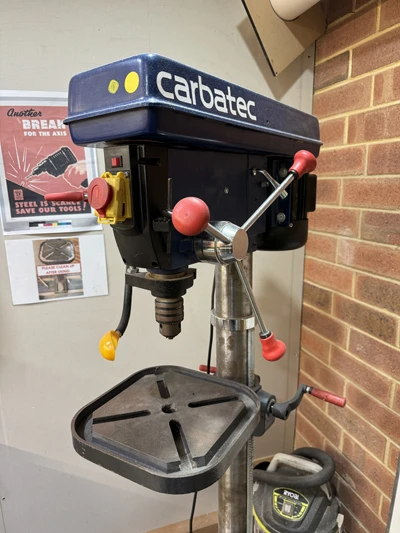 carbatec
Another
BREAK
FOR THE AXIS
STEEL IS SCARCE
SAVE OUR TOOLS!
PLEASE CLEAN UP
AFTER USING
RYOBI